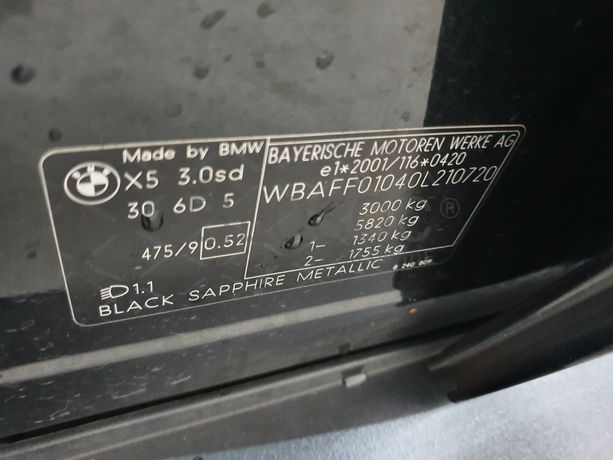 Made by BMW
X5 3.0sd
30 6D 5
475/9 0.52
1.1
BLACK SAPPHIRE METALLIC
BAYERISCHE MOTOREN WERKE AG
e1*2001/116*0420
WBAFF01040L210720
3000 kg
5820 kg
1– 1340 kg
2– 1755 kg
®